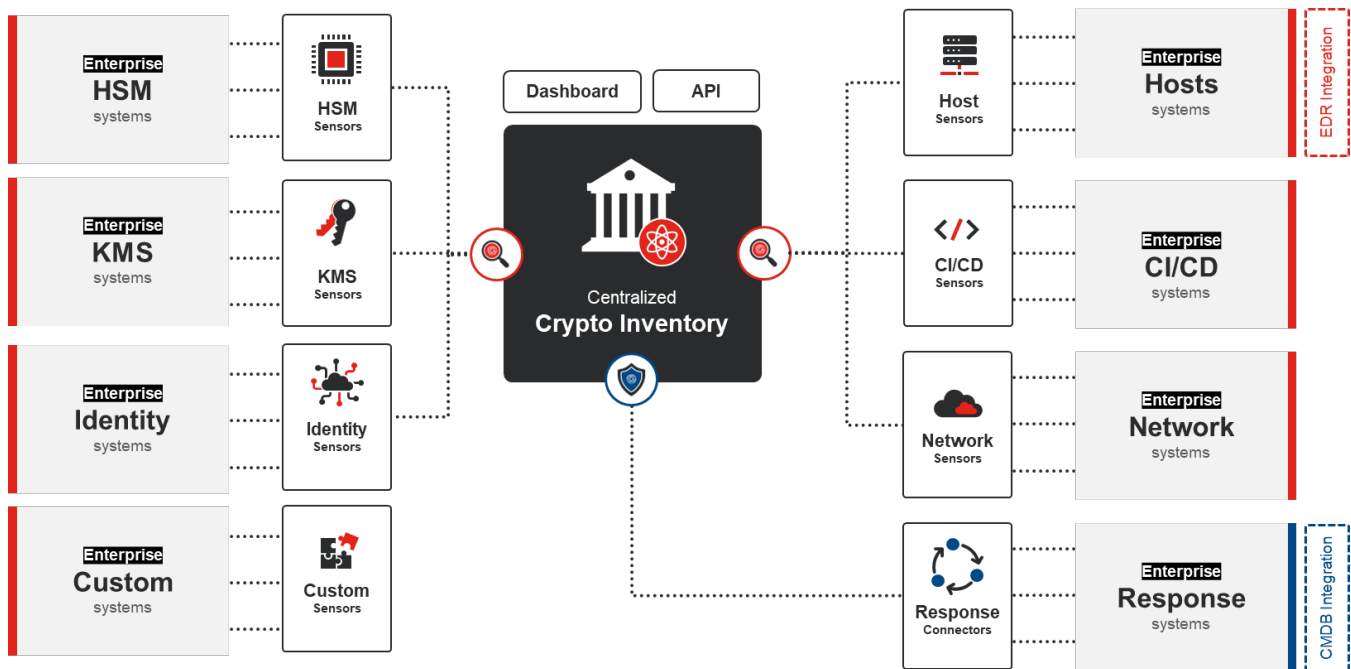 Enterprise
HSM
systems
HSM
Sensors
Enterprise
KMS
systems
KMS
Sensors
Enterprise
Identity
systems
Identity
Sensors
Enterprise
Custom
systems
Custom
Sensors
Dashboard
API
Centralized
Crypto Inventory
Host
Sensors
Enterprise
Hosts
systems
EDR Integration
</>
CI/CD
Sensors
Enterprise
CI/CD
systems
Network
Sensors
Enterprise
Network
systems
Response
Connectors
Enterprise
Response
systems
CMDB Integration